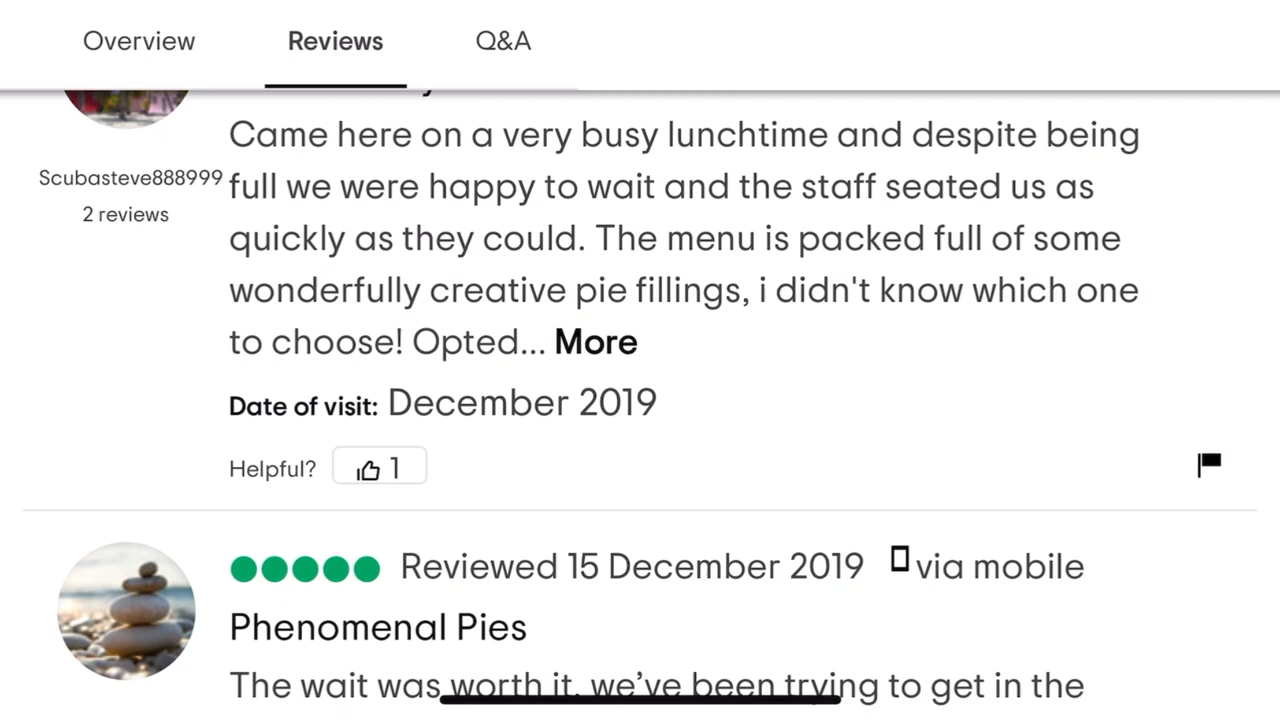 Overview Reviews Q&A
Came here on a very busy lunchtime and despite being
Scubasteve888999 full we were happy to wait and the staff seated us as
2 reviews
quickly as they could. The menu is packed full of some
wonderfully creative pie fillings, i didn't know which one
to choose! Opted... More
Date of visit: December 2019
Helpful? 1
Reviewed 15 December 2019 via mobile
Phenomenal Pies
The wait was worth it, we’ve been trying to get in the